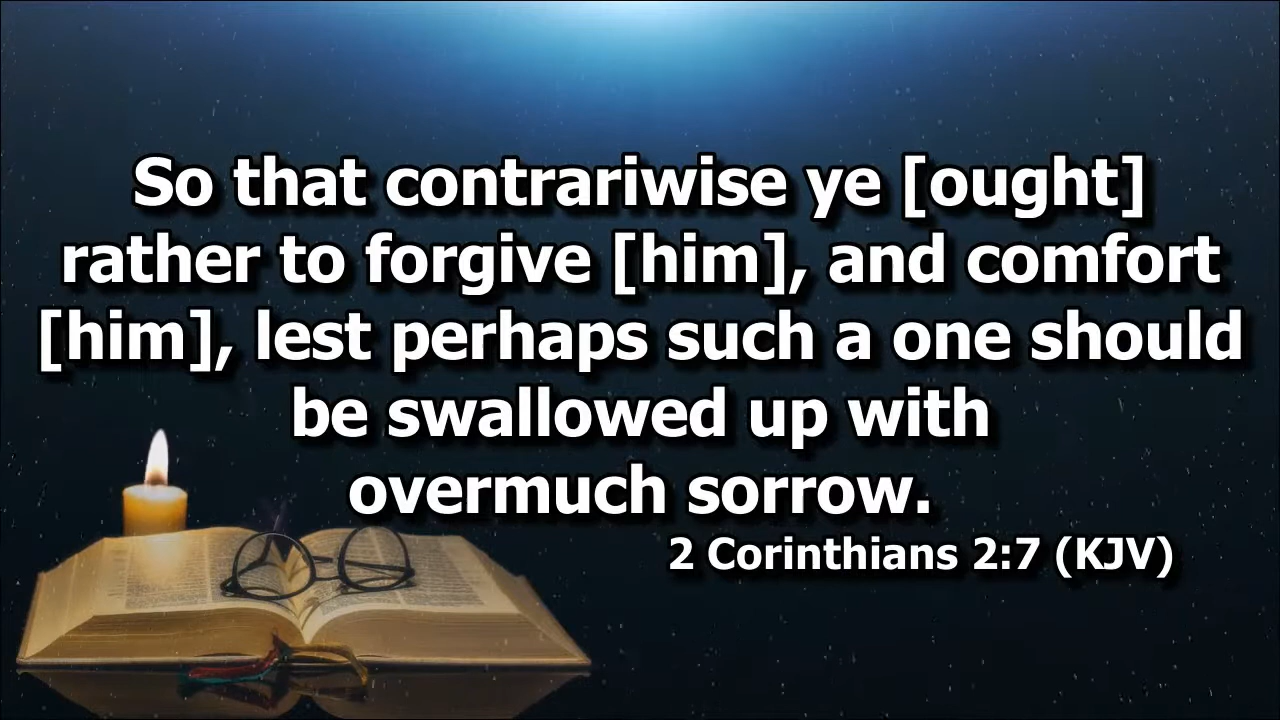 So that contrariwise ye [ought]
rather to forgive [him], and comfort
[him], lest perhaps such a one should
be swallowed up with
overmuch sorrow.
2 Corinthians 2:7 (KJV)